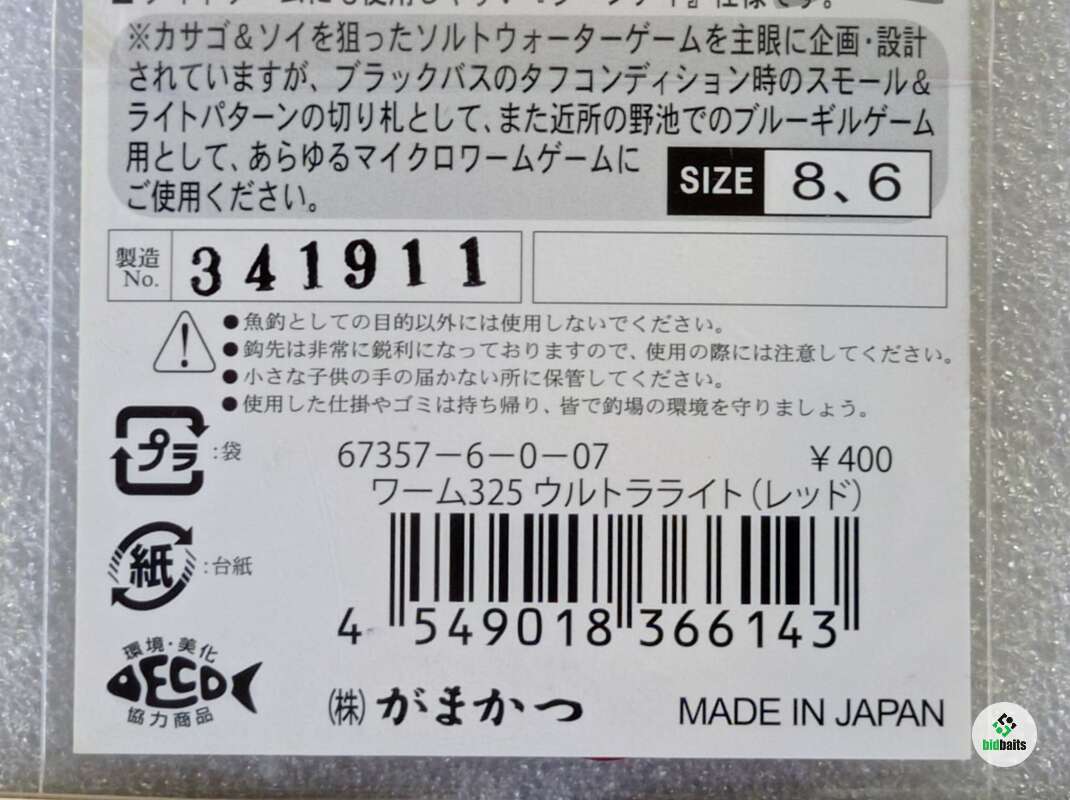 ※カサゴ&ソイを狙ったソルトウォーターゲームを主眼に企画・設計
されていますが、ブラックバスのタフコンディション時のスモール&
ライトパターンの切り札として、また近所の野池でのブルーギルゲーム
用として、あらゆるマイクロワームゲームに
ご使用ください。
SIZE 8、6
製造No. 341911
●魚釣としての目的以外には使用しないでください。
●鈎先は非常に鋭利になっておりますので、使用の際には注意してください。
●小さな子供の手の届かない所に保管してください。
●使用した仕掛やゴミは持ち帰り、皆で釣場の環境を守りましょう。
プラ:袋
67357-6-0-07 ¥400
ワーム325 ウルトラライト(レッド)
紙:台紙
4 549018 366143
環境・美化
ECO
協力商品
(株)がまかつ
MADE IN JAPAN
bidbaits